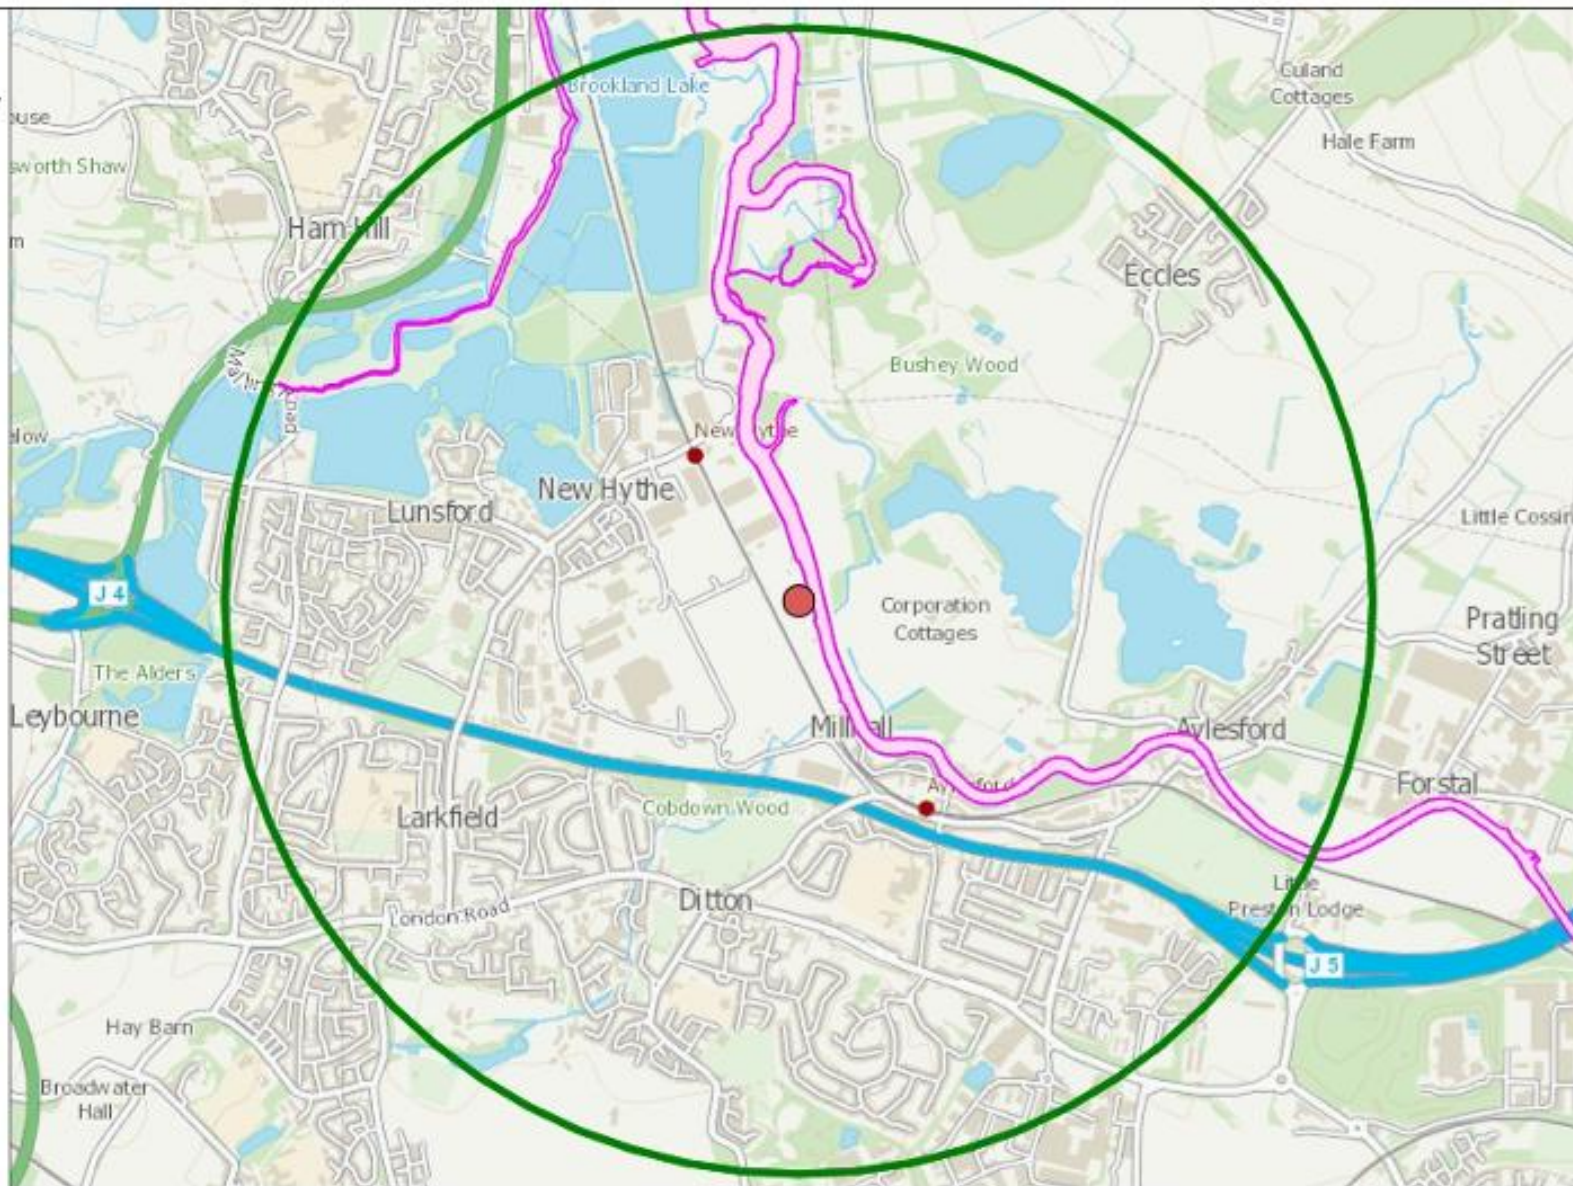 Culand
Cottages
Brookland Lake
ouse
Hale Farm
sworth Shaw
Ham Hill
m
Eccles
Bushey Wood
elow
New Hythe
New Hythe
Lunsford
Little Cossin
J 4
Corporation
Cottages
Pratling
Street
The Alders
Leybourne
Millhall
Aylesford
Aylesford
Forstal
Cobdown Wood
Larkfield
Little
Preston Lodge
Ditton
London Road
J 5
Hay Barn
Broadwater
Hall